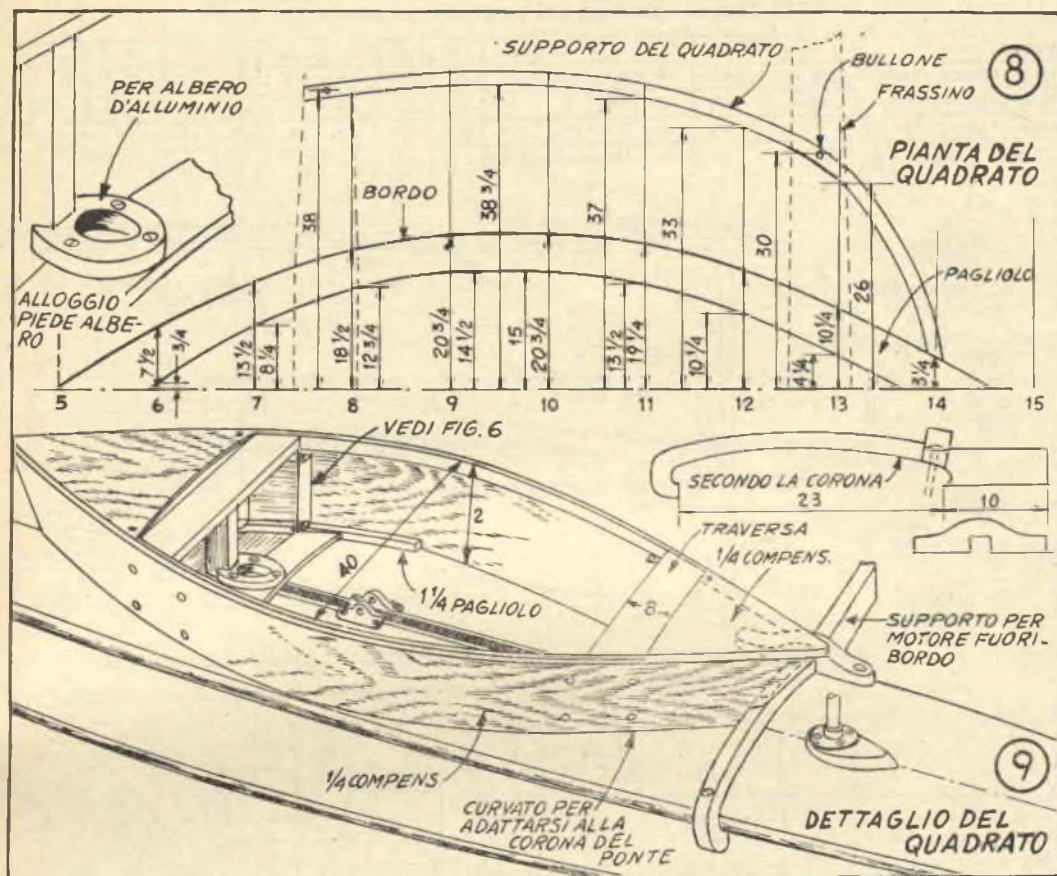 PER ALBERO
D'ALLUMINIO
ALLOGGIO
PIEDE ALBE-
RO
SUPPORTO DEL QUADRATO
BULLONE
FRASSINO
8
PIANTA DEL
QUADRATO
BORDO
PAGLIOLO
38
38 3/4
37
33
30
26
7 1/2
3/4
13 1/2
8 1/4
18 1/2
12 3/4
20 3/4
14 1/2
15
20 3/4
13 1/2
19 1/4
10 1/4
4 1/4
10 1/4
3 1/4
5 6 7 8 9 10 11 12 13 14 15
VEDI FIG. 6
SECONDO LA CORONA
23
10
2
40
1 1/4 PAGLIOLO
TRAVERSA
1/4 COMPENS.
8
SUPPORTO PER
MOTORE FUORI-
BORDO
1/4 COMPENS
CURVATO PER
ADATTARSI ALLA
CORONA DEL
PONTE
9
DETTAGLIO DEL
QUADRATO